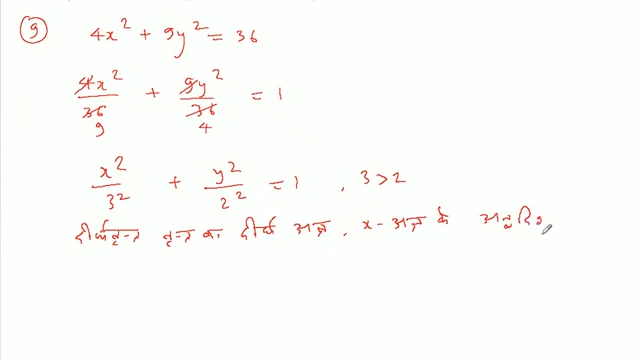 9 4x² + 9y² = 36
4x²/36 + 9y²/36 = 1
9 4
x²/3² + y²/2² = 1 , 3 > 2
दीर्घवृत्त वृत्त का दीर्घ अक्ष , x - अक्ष के अनुदि